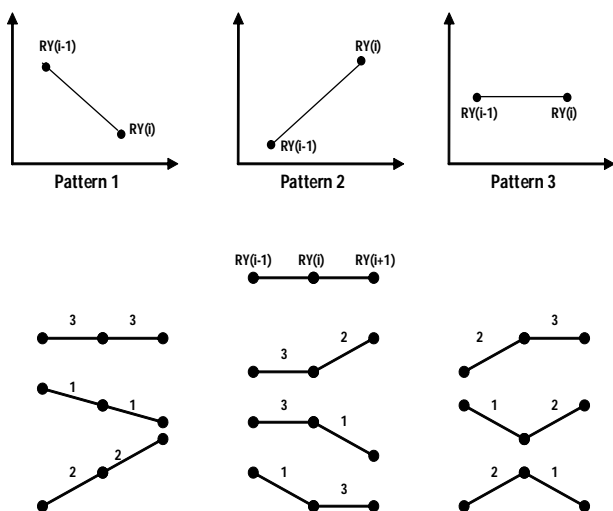 RY(i-1)
RY(i)
Pattern 1
RY(i)
RY(i-1)
Pattern 2
RY(i-1) RY(i)
Pattern 3
RY(i-1) RY(i) RY(i+1)
3 3
3 2
2 3
1 1
3 1
1 2
2 2
1 3
2 1